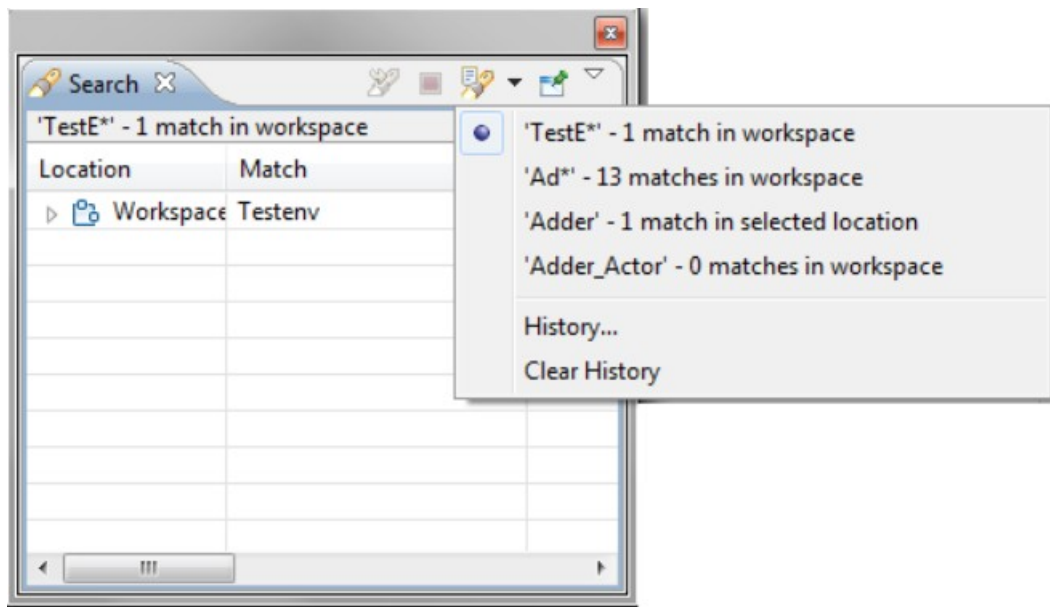 Search
'TestE*' - 1 match in workspace
Location Match
Workspace Testenv
'TestE*' - 1 match in workspace
'Ad*' - 13 matches in workspace
'Adder' - 1 match in selected location
'Adder_Actor' - 0 matches in workspace
History...
Clear History